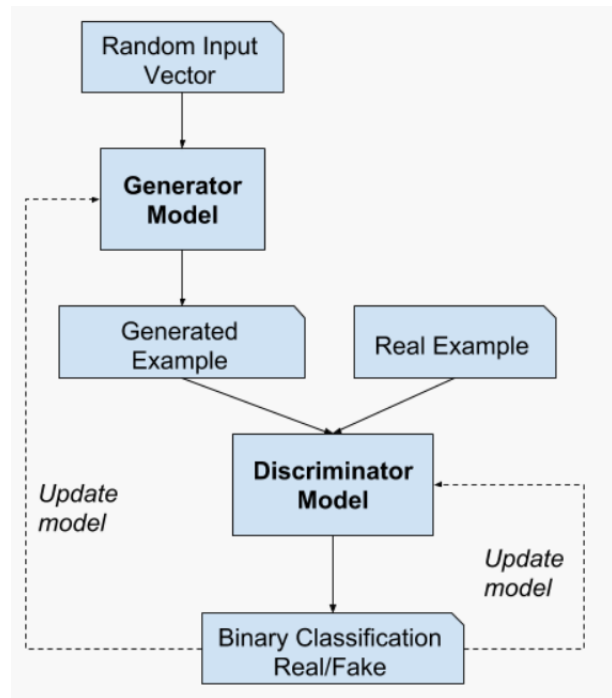 Random Input
Vector
Generator
Model
Generated
Example
Real Example
Discriminator
Model
Update
model
Update
model
Binary Classification
Real/Fake